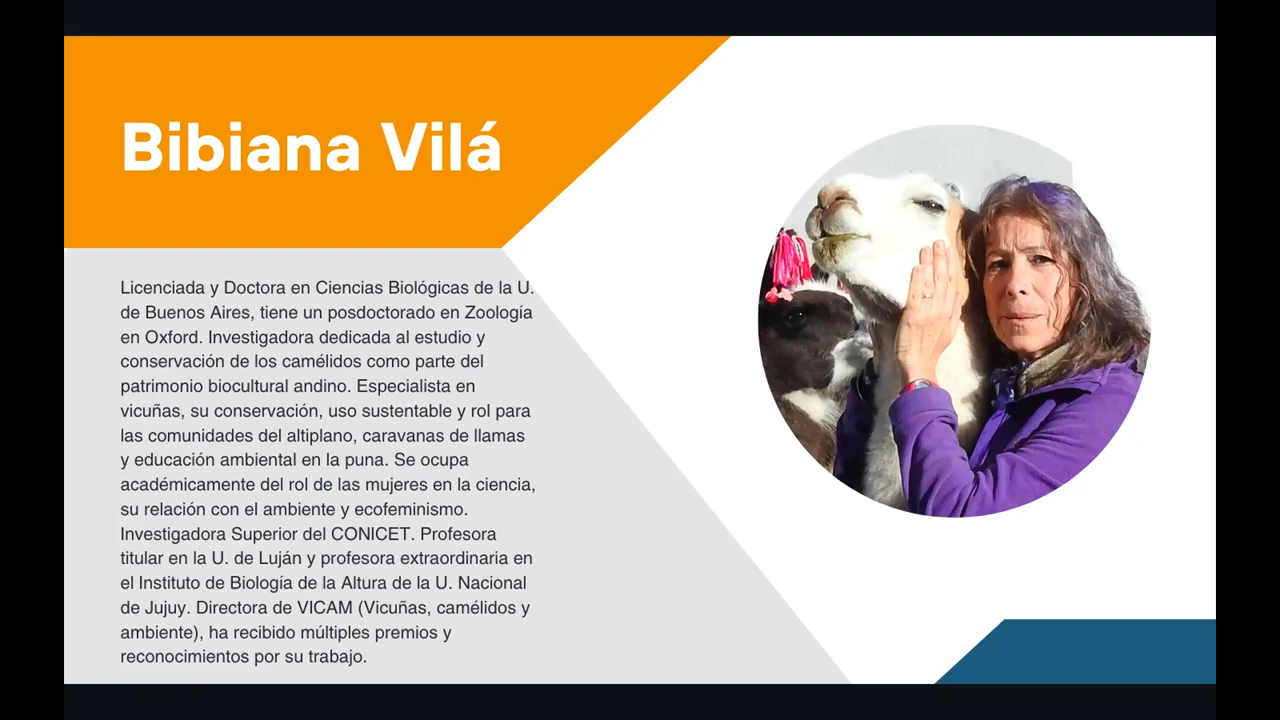 Bibiana Vilá
Licenciada y Doctora en Ciencias Biológicas de la U.
de Buenos Aires, tiene un posdoctorado en Zoología
en Oxford. Investigadora dedicada al estudio y
conservación de los camélidos como parte del
patrimonio biocultural andino. Especialista en
vicuñas, su conservación, uso sustentable y rol para
las comunidades del altiplano, caravanas de llamas
y educación ambiental en la puna. Se ocupa
académicamente del rol de las mujeres en la ciencia,
su relación con el ambiente y ecofeminismo.
Investigadora Superior del CONICET. Profesora
titular en la U. de Luján y profesora extraordinaria en
el Instituto de Biología de la Altura de la U. Nacional
de Jujuy. Directora de VICAM (Vicuñas, camélidos y
ambiente), ha recibido múltiples premios y
reconocimientos por su trabajo.